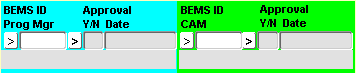 BEMS ID Approval BEMS ID Approval
Prog Mgr Y/N Date CAM Y/N Date
> > > >